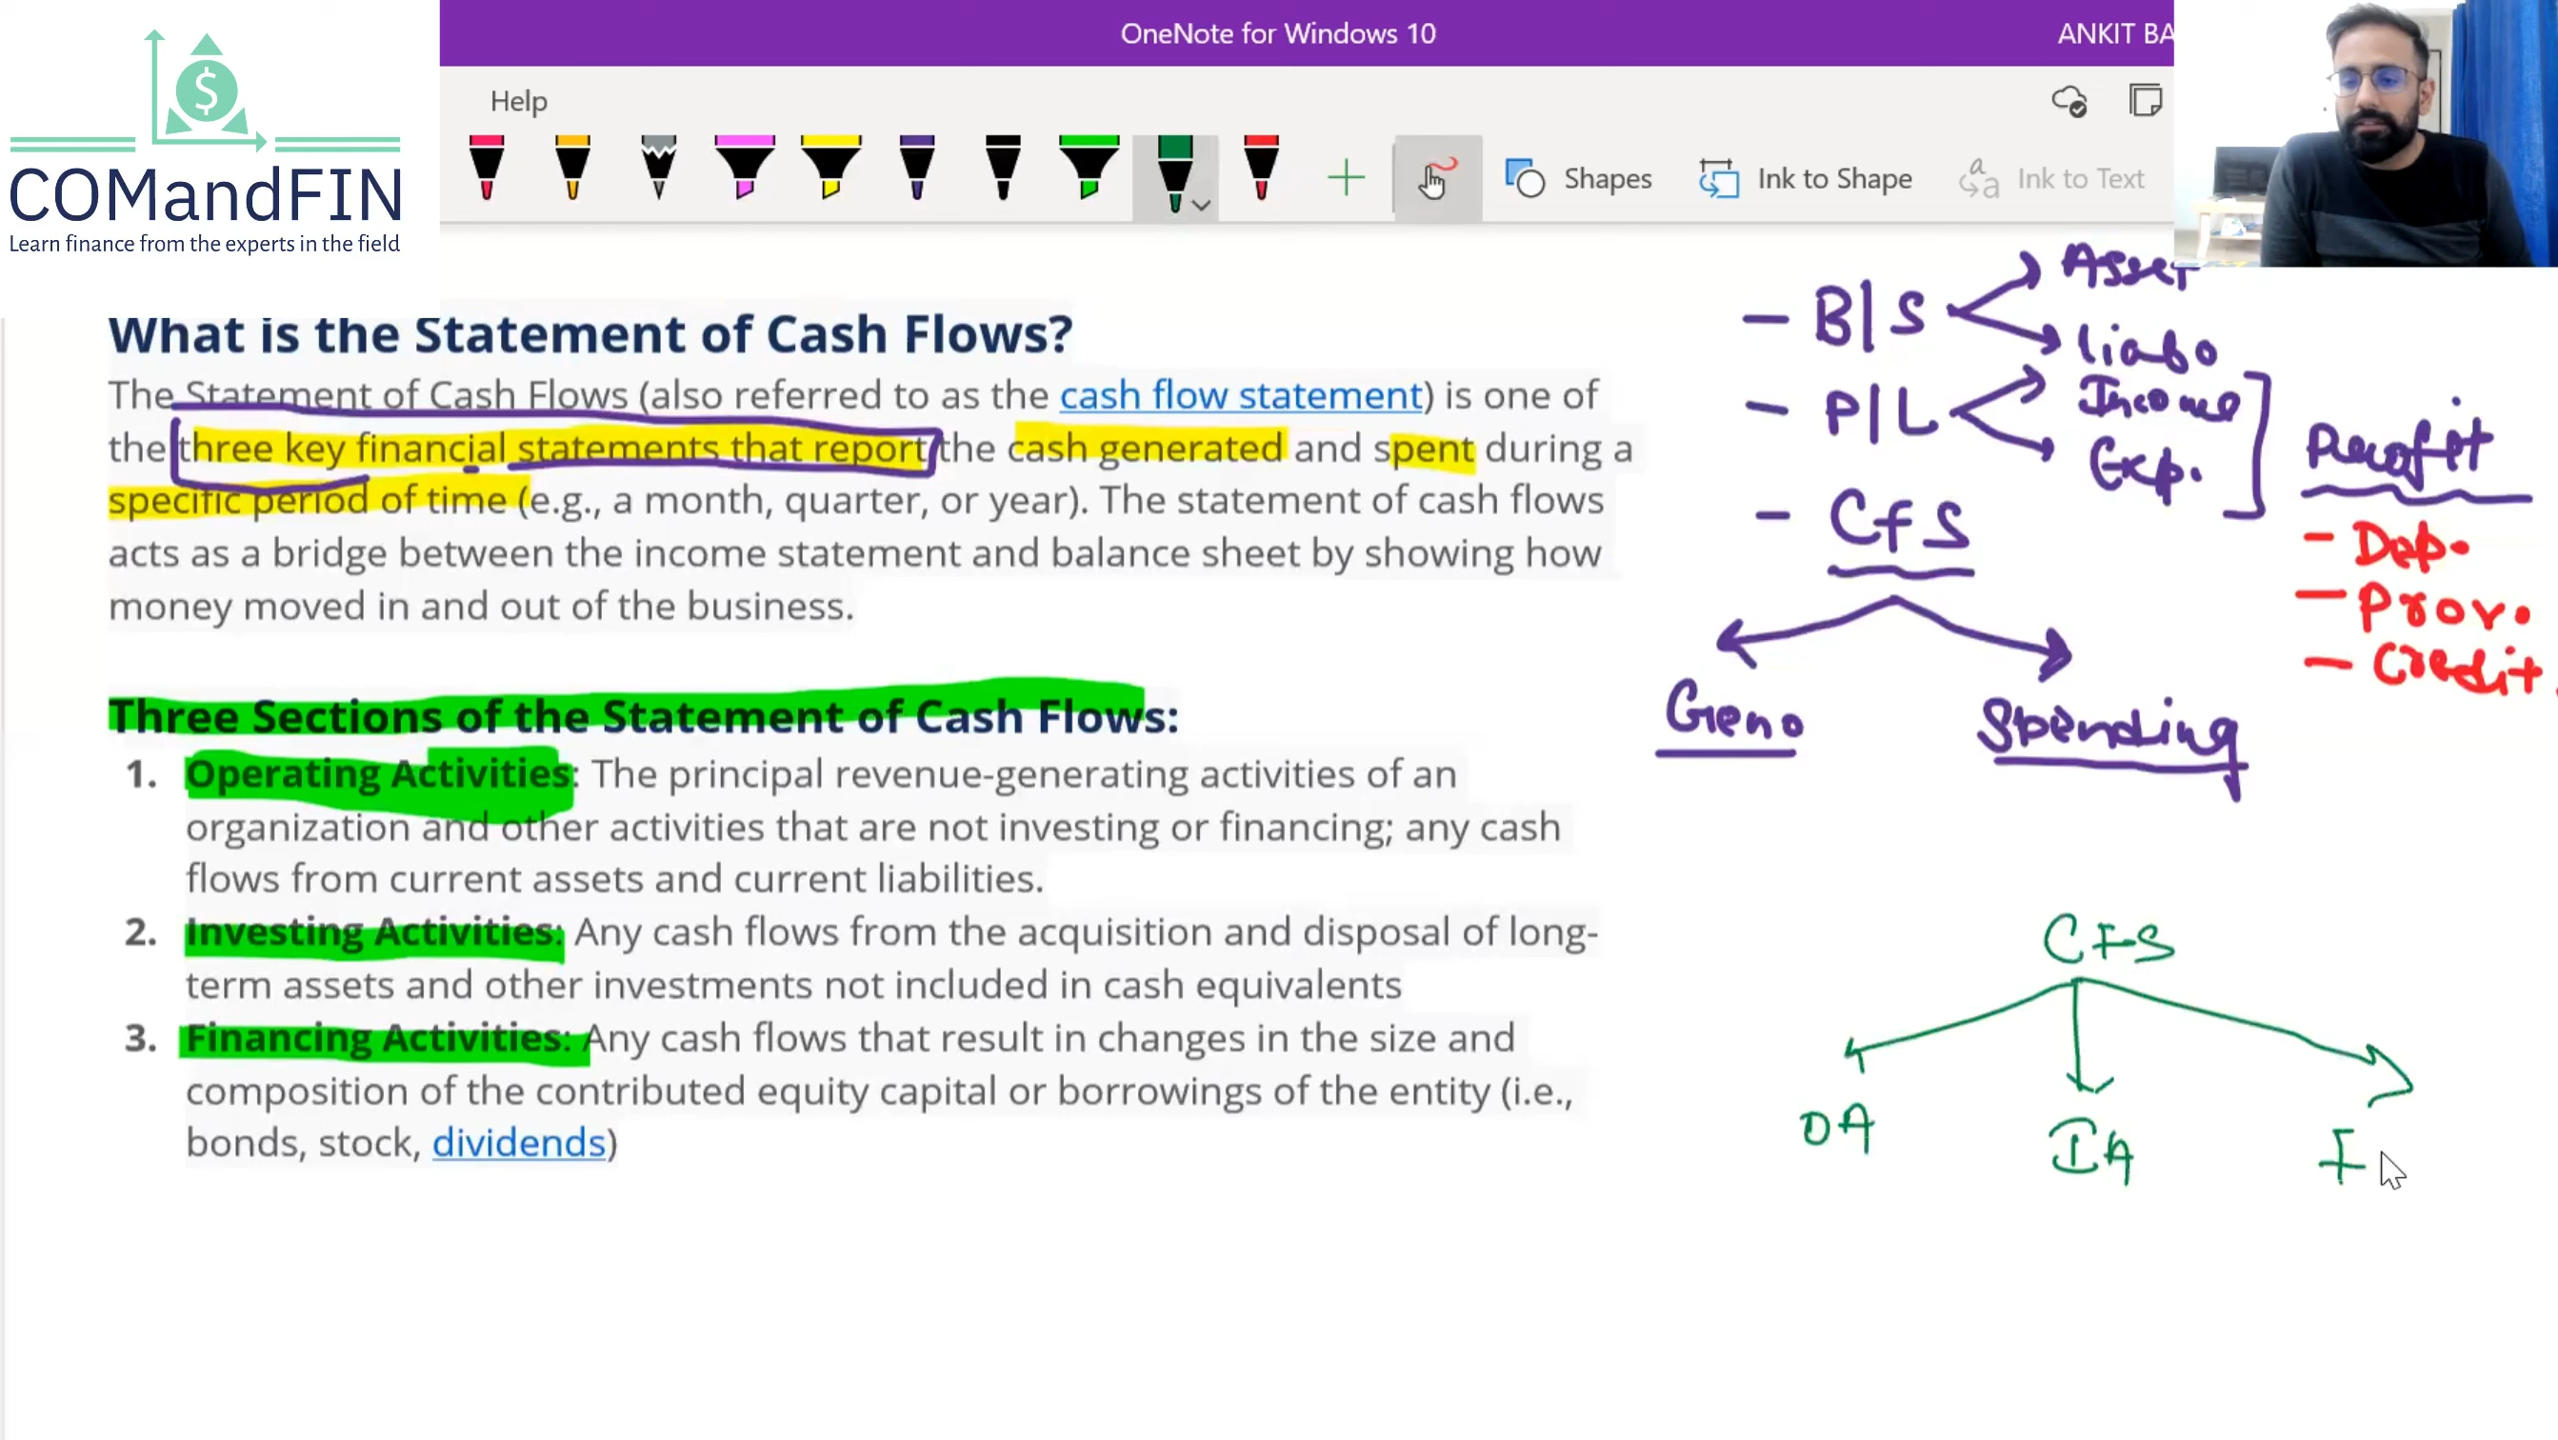 OneNote for Windows 10
ANKIT BA
COMandFIN
Learn finance from the experts in the field
Help
Shapes
Ink to Shape
Ink to Text
What is the Statement of Cash Flows?
The Statement of Cash Flows (also referred to as the cash flow statement) is one of
the three key financial statements that report the cash generated and spent during a
specific period of time (e.g., a month, quarter, or year). The statement of cash flows
acts as a bridge between the income statement and balance sheet by showing how
money moved in and out of the business.
Three Sections of the Statement of Cash Flows:
1. Operating Activities: The principal revenue-generating activities of an
organization and other activities that are not investing or financing; any cash
flows from current assets and current liabilities.
2. Investing Activities: Any cash flows from the acquisition and disposal of long-
term assets and other investments not included in cash equivalents
3. Financing Activities: Any cash flows that result in changes in the size and
composition of the contributed equity capital or borrowings of the entity (i.e.,
bonds, stock, dividends)
Asset
- B|S
Liab.
- P|L
Income
Exp.
Profit
- CfS
- Dep.
- Prov.
- Credit.
Gen.
Spending
CFS
OA
IA
F